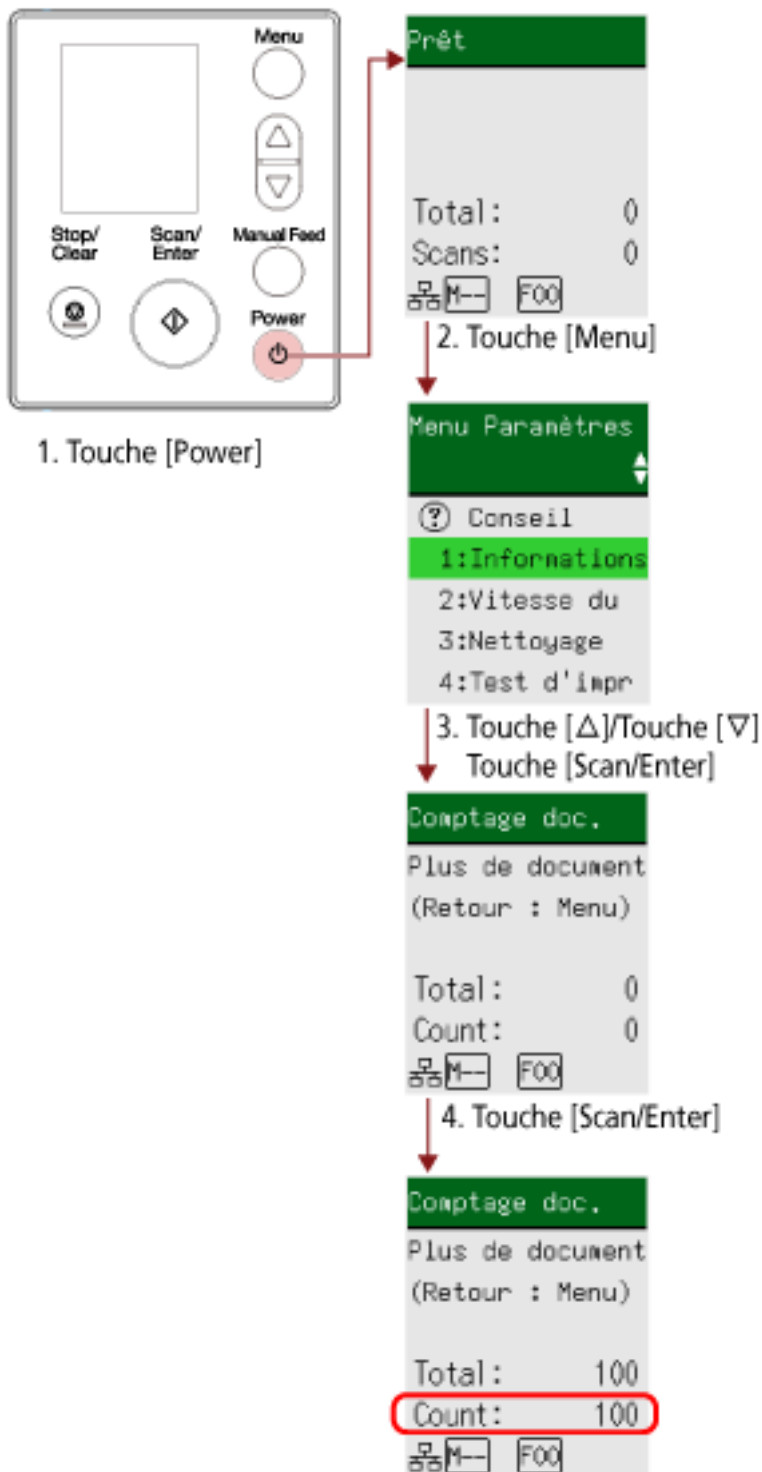 Menu
Stop/
Clear
Scan/
Enter
Manual Feed
Power
1. Touche [Power]
Prêt
Total: 0
Scans: 0
M-- F00
2. Touche [Menu]
Menu Paramètres
? Conseil
1:Informations
2:Vitesse du
3:Nettoyage
4:Test d'impr
3. Touche [△]/Touche [▽]
Touche [Scan/Enter]
Comptage doc.
Plus de document
(Retour : Menu)
Total: 0
Count: 0
M-- F00
4. Touche [Scan/Enter]
Comptage doc.
Plus de document
(Retour : Menu)
Total: 100
Count: 100
M-- F00